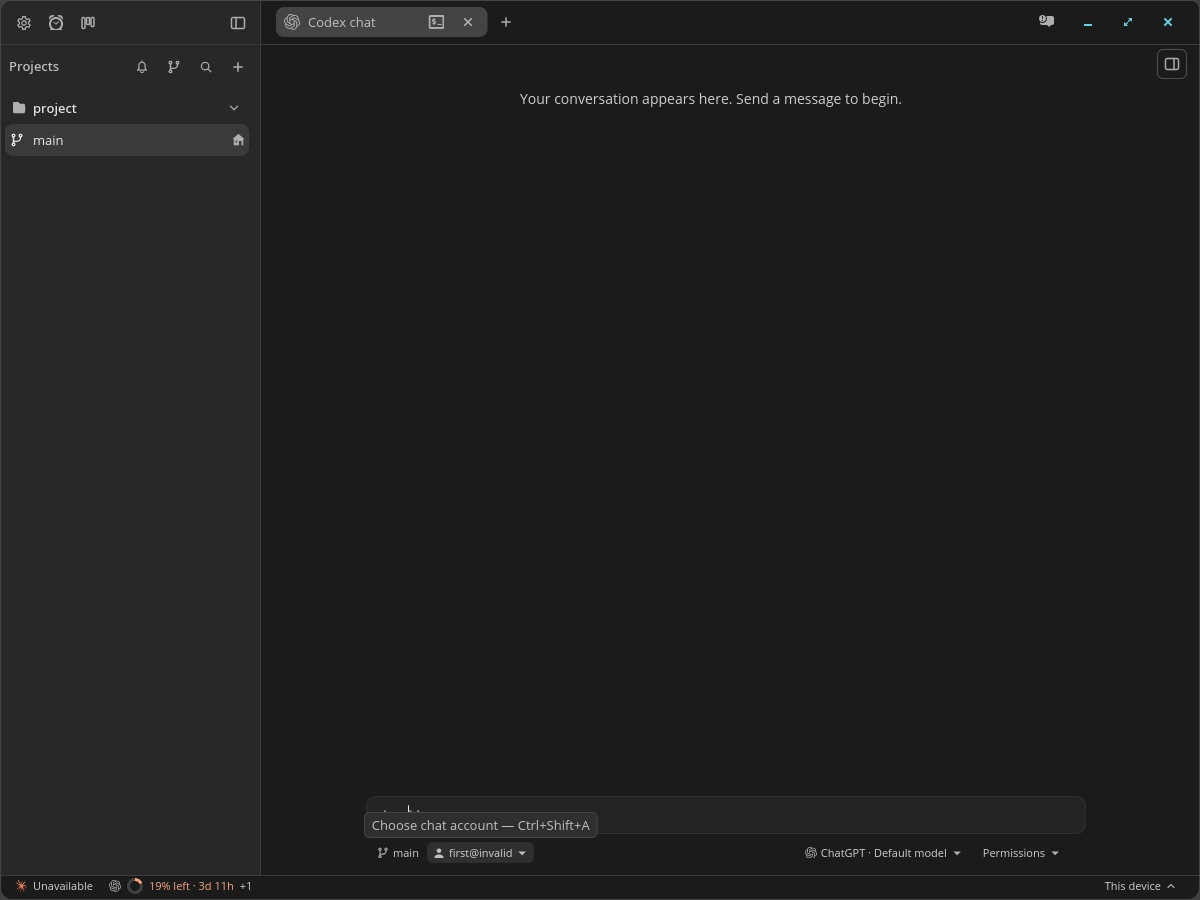 Codex chat
Projects
project
main
Your conversation appears here. Send a message to begin.
Choose chat account — Ctrl+Shift+A
main
first@invalid
ChatGPT · Default model
Permissions
Unavailable
19% left · 3d 11h +1
This device